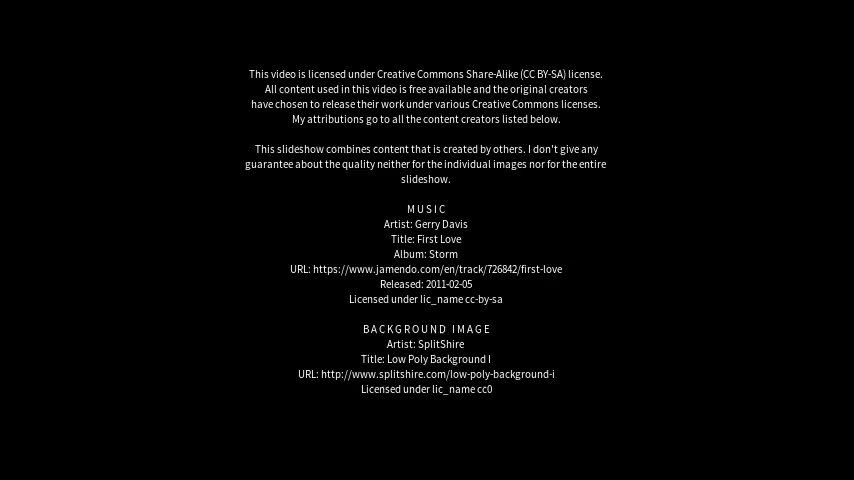 This video is licensed under Creative Commons Share-Alike (CC BY-SA) license.
All content used in this video is free available and the original creators
have chosen to release their work under various Creative Commons licenses.
My attributions go to all the content creators listed below.
This slideshow combines content that is created by others. I don't give any
guarantee about the quality neither for the individual images nor for the entire
slideshow.
MUSIC
Artist: Gerry Davis
Title: First Love
Album: Storm
URL: https://www.jamendo.com/en/track/726842/first-love
Released: 2011-02-05
Licensed under lic_name cc-by-sa
BACKGROUND IMAGE
Artist: SplitShire
Title: Low Poly Background I
URL: http://www.splitshire.com/low-poly-background-i
Licensed under lic_name cc0